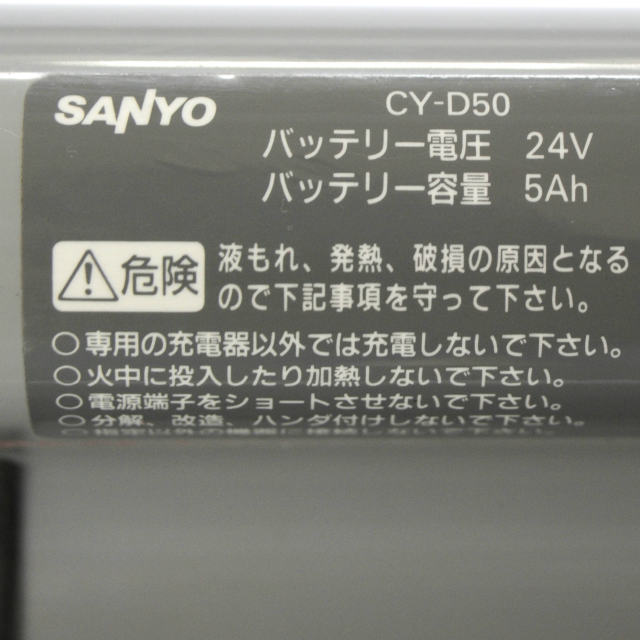 SANYO CY-D50
バッテリー電圧 24V
バッテリー容量 5Ah
危険
液もれ、発熱、破損の原因となる
ので下記事項を守って下さい。
○専用の充電器以外では充電しないで下さい。
○火中に投入したり加熱しないで下さい。
○電源端子をショートさせないで下さい。
○分解、改造、ハンダ付けしないで下さい。